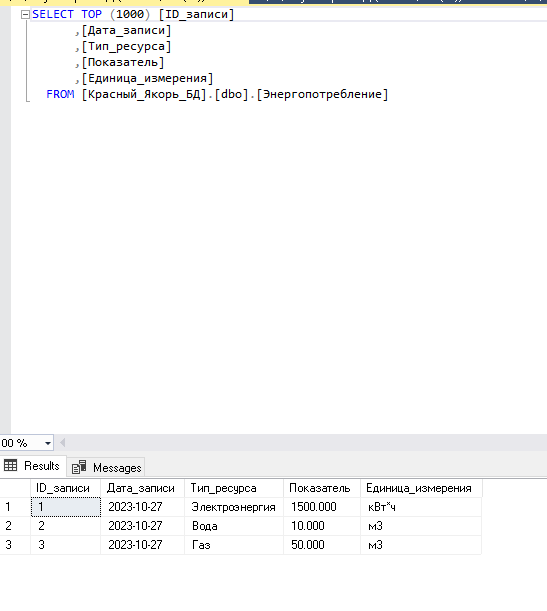 SELECT TOP (1000) [ID_записи]
,[Дата_записи]
,[Тип_ресурса]
,[Показатель]
,[Единица_измерения]
FROM [Красный_Якорь_БД].[dbo].[Энергопотребление]
00 %
Results Messages
ID_записи Дата_записи Тип_ресурса Показатель Единица_измерения
1 1 2023-10-27 Электроэнергия 1500.000 кВт*ч
2 2 2023-10-27 Вода 10.000 м3
3 3 2023-10-27 Газ 50.000 м3